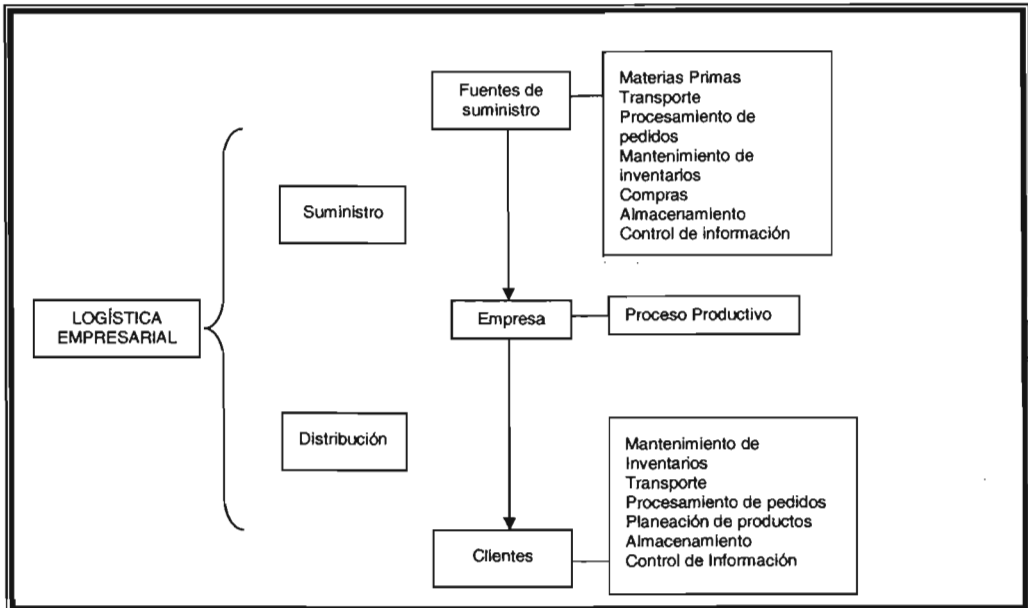 Fuentes de
suministro
Materias Primas
Transporte
Procesamiento de
pedidos
Mantenimiento de
inventarios
Compras
Almacenamiento
Control de información
Suministro
LOGÍSTICA
EMPRESARIAL
Empresa
Proceso Productivo
Distribución
Mantenimiento de
Inventarios
Transporte
Procesamiento de pedidos
Planeación de productos
Almacenamiento
Control de Información
Clientes